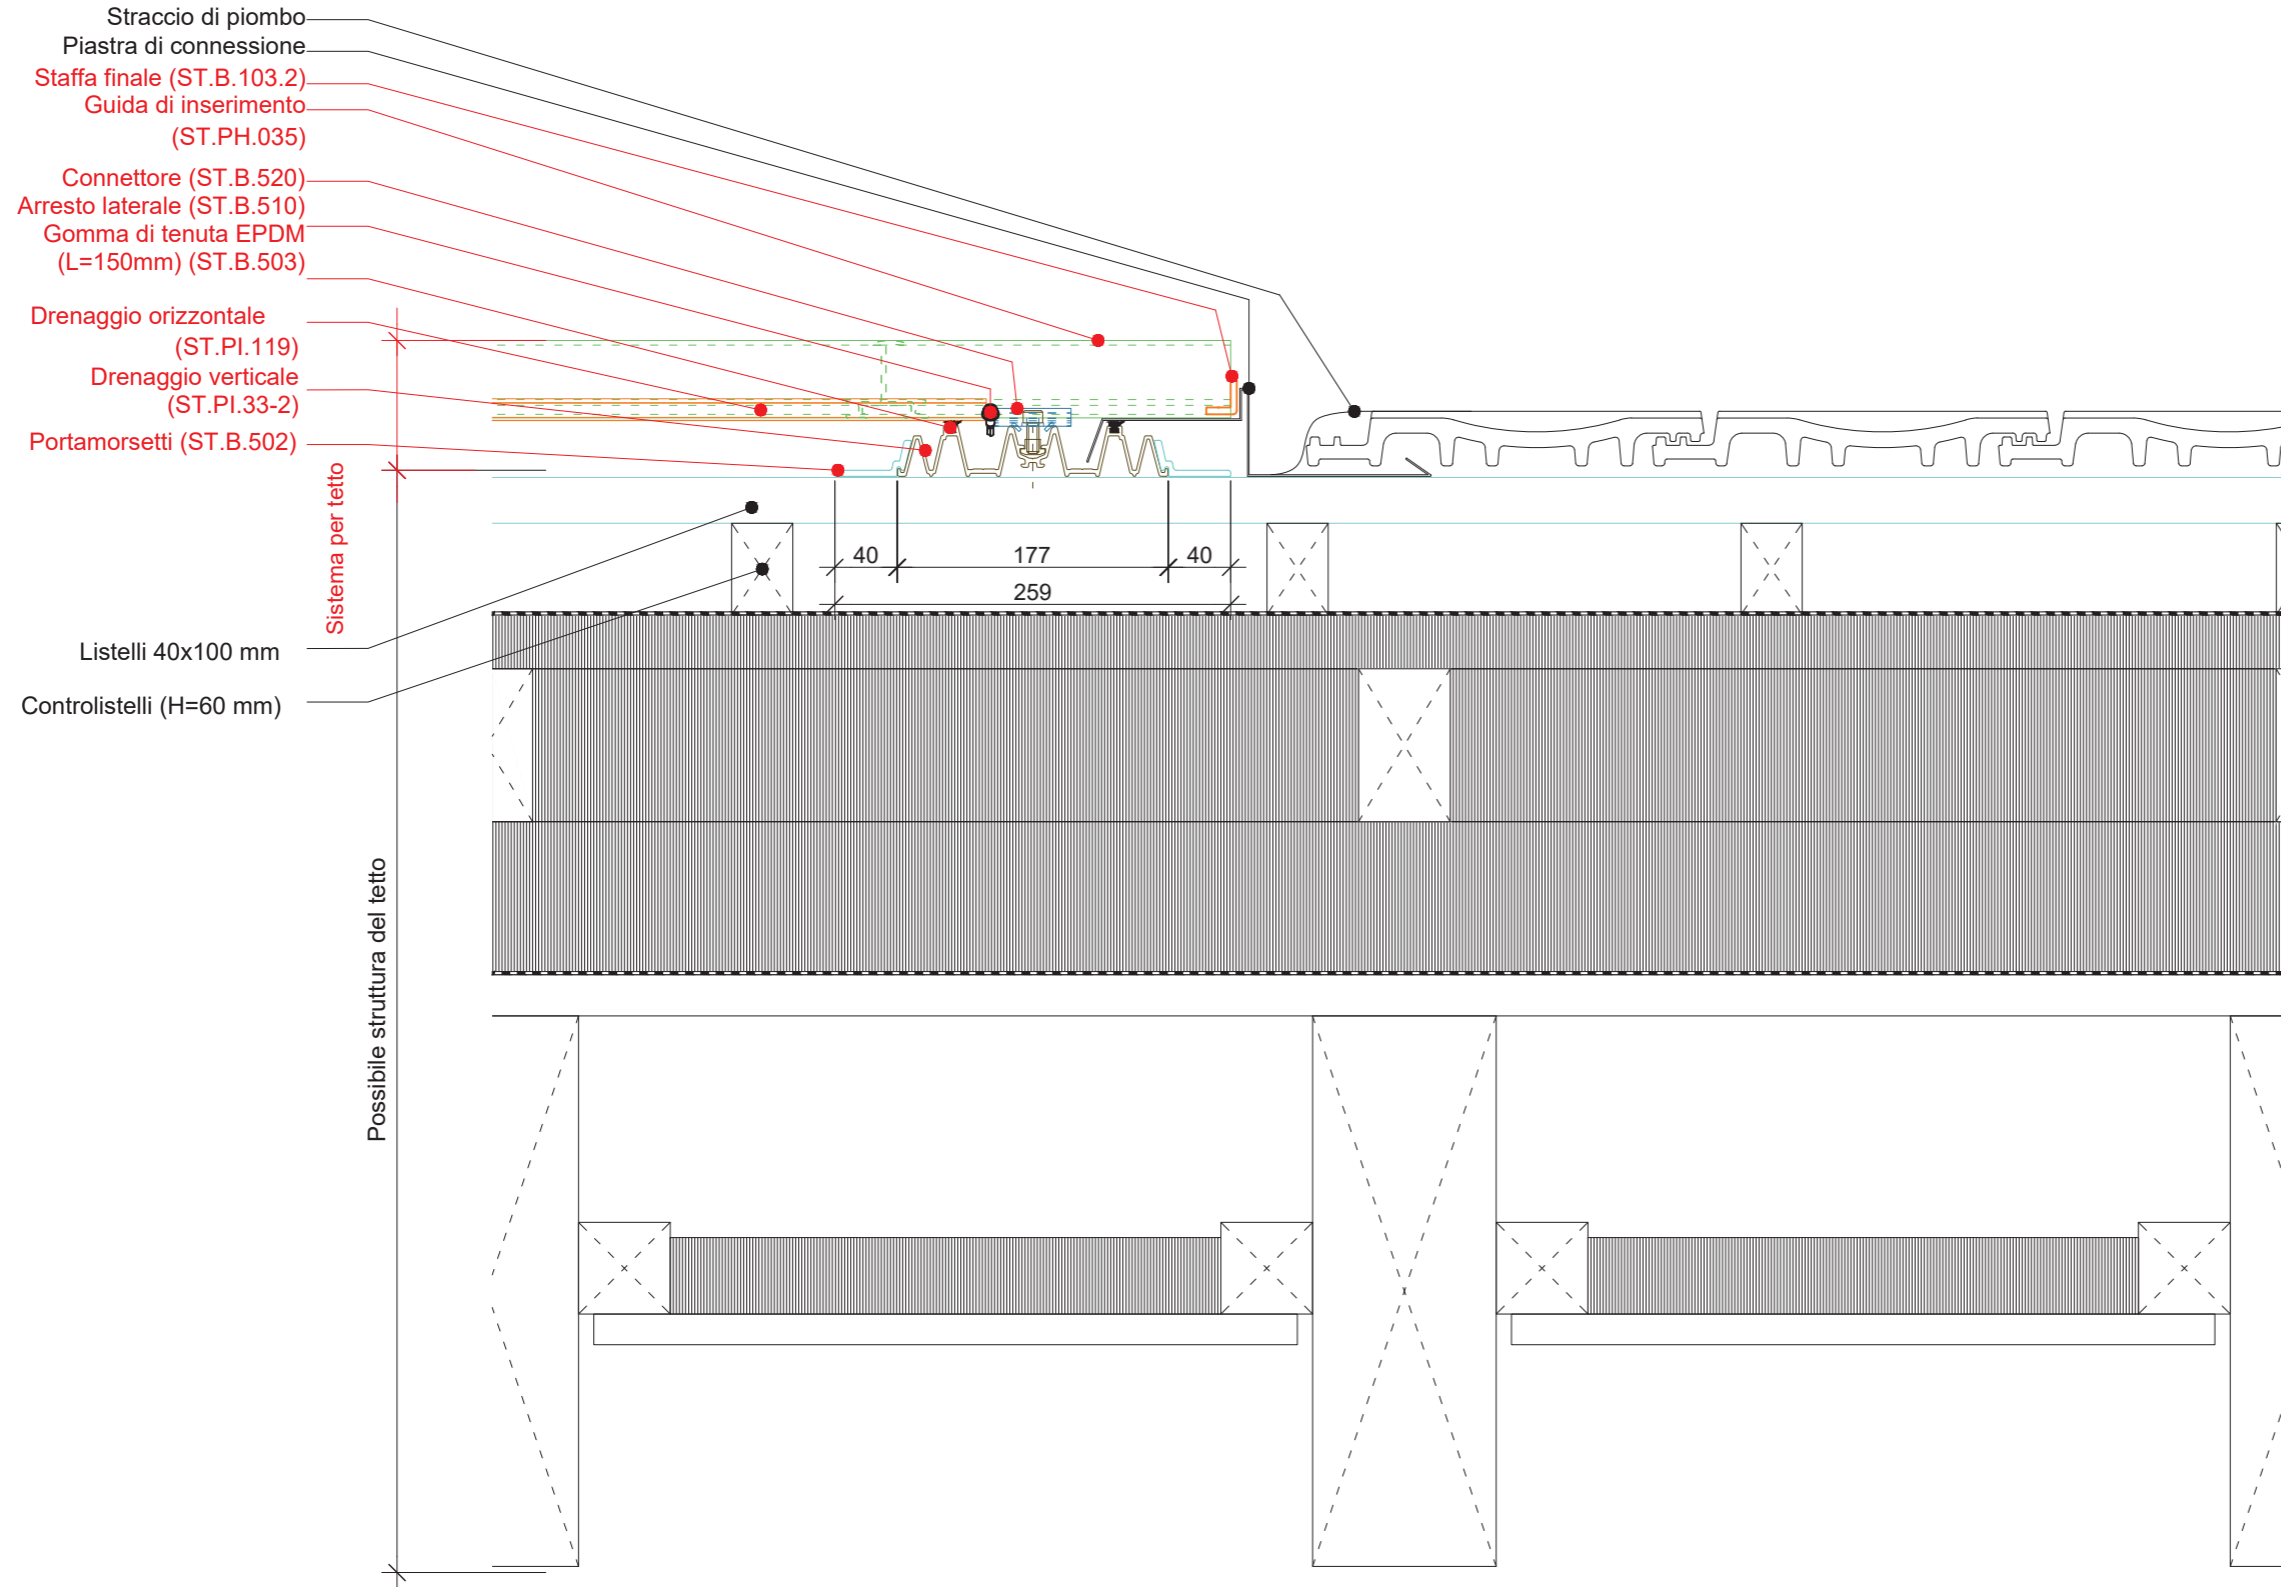 Straccio di piombo
Piastra di connessione
Staffa finale (ST.B.103.2)
Guida di inserimento
(ST.PH.035)
Connettore (ST.B.520)
Arresto laterale (ST.B.510)
Gomma di tenuta EPDM
(L=150mm) (ST.B.503)
Drenaggio orizzontale
(ST.PI.119)
Drenaggio verticale
(ST.PI.33-2)
Portamorsetti (ST.B.502)
Sistema per tetto
40
177
40
259
Listelli 40x100 mm
Controlistelli (H=60 mm)
Possibile struttura del tetto